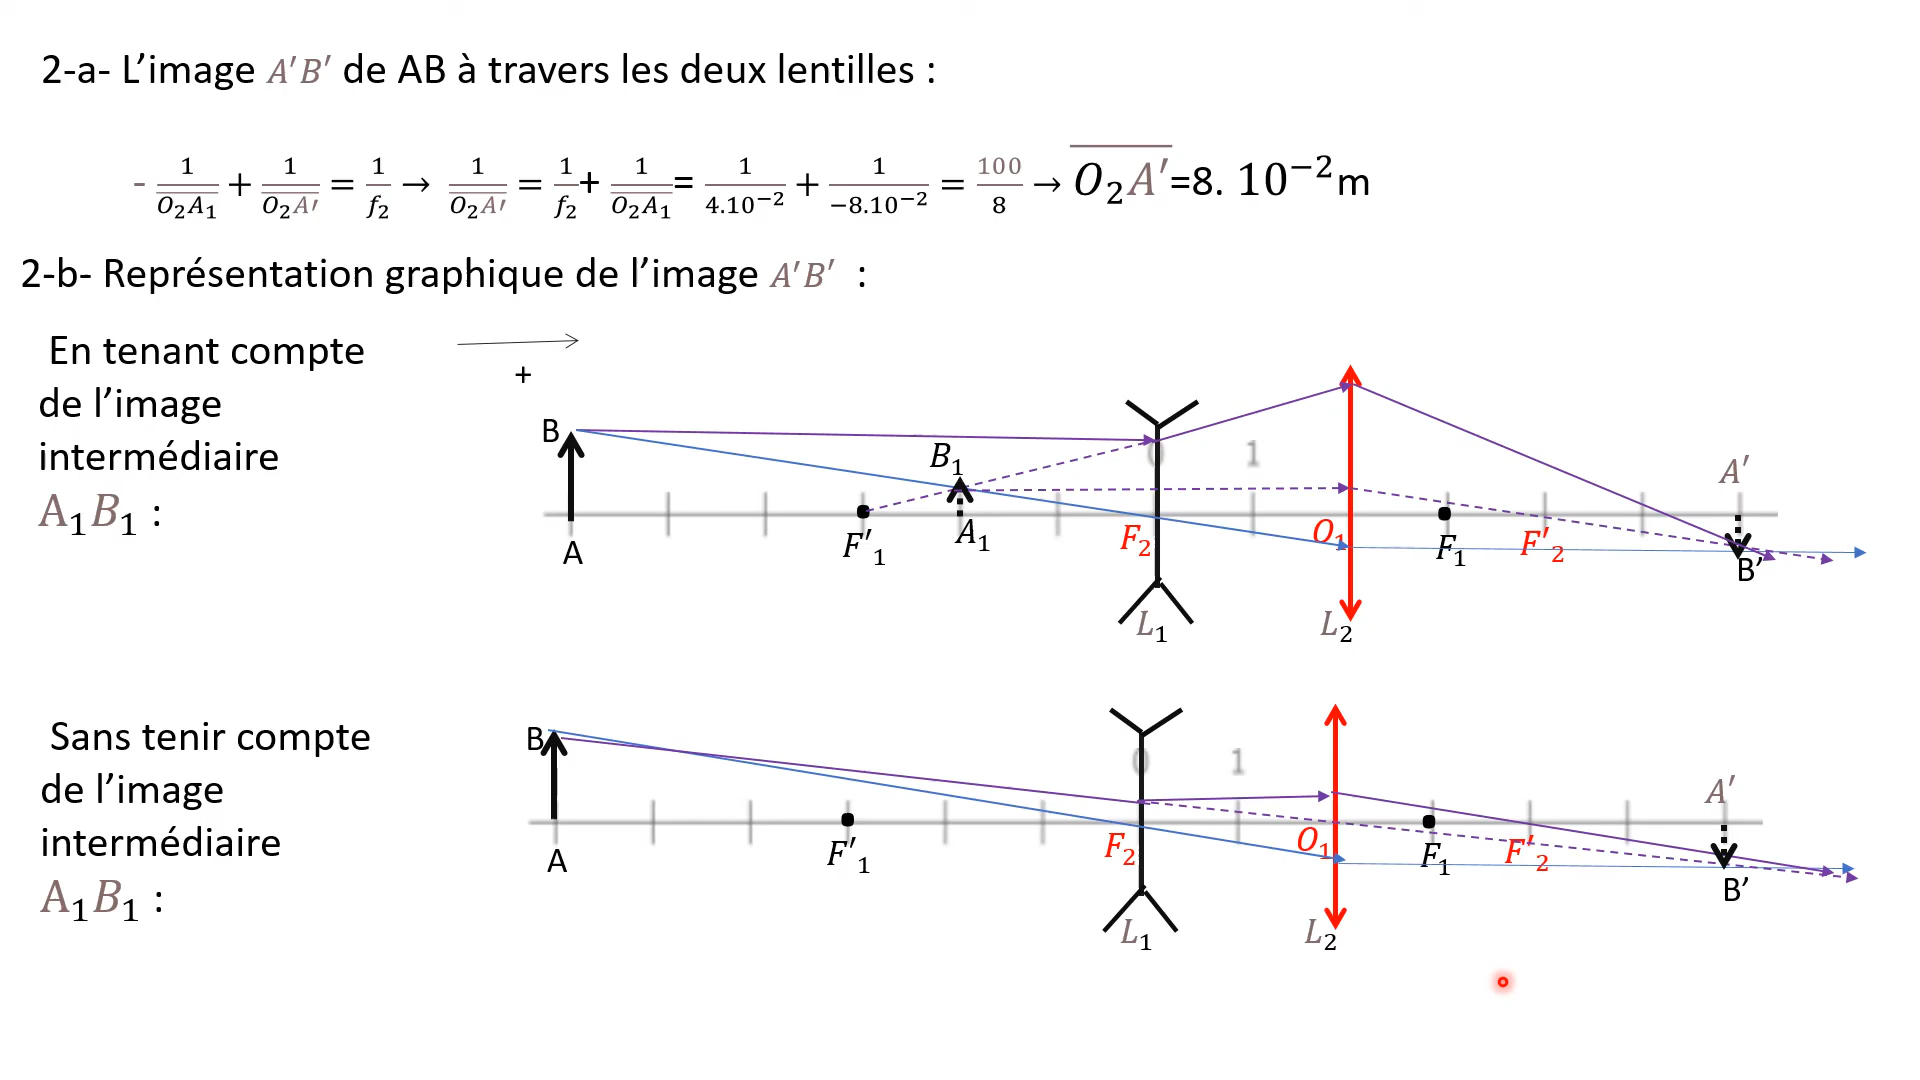 2-a- L’image A′B′ de AB à travers les deux lentilles :
- 1/O₂A₁ + 1/O₂A′ = 1/f₂ → 1/O₂A′ = 1/f₂ + 1/O₂A₁ = 1/4.10⁻² + 1/−8.10⁻² = 100/8 → O₂A′=8. 10⁻²m
2-b- Représentation graphique de l’image A′B′ :
En tenant compte
de l’image
intermédiaire
A₁B₁ :
+
B
B₁
0
1
A′
A
F′₁
A₁
F₂
O₁
F₁
F′₂
B’
L₁
L₂
Sans tenir compte
de l’image
intermédiaire
A₁B₁ :
B
0
1
A′
A
F′₁
F₂
O₁
F₁
F′₂
B’
L₁
L₂